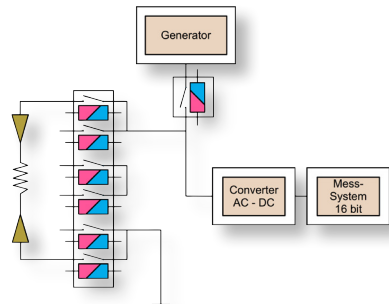 Generator
Converter
AC - DC
Mess-
System
16 bit